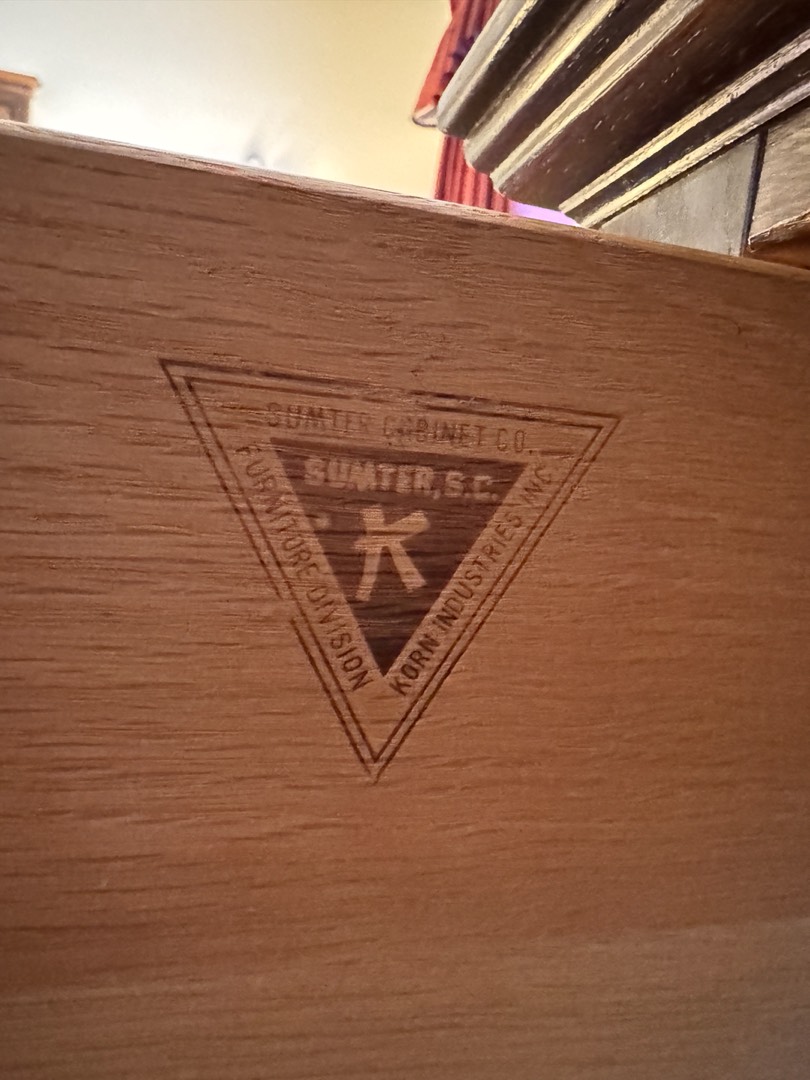 SUMTER CABINET CO.
SUMTER, S.C.
K
FURNITURE DIVISION
KORN INDUSTRIES INC.